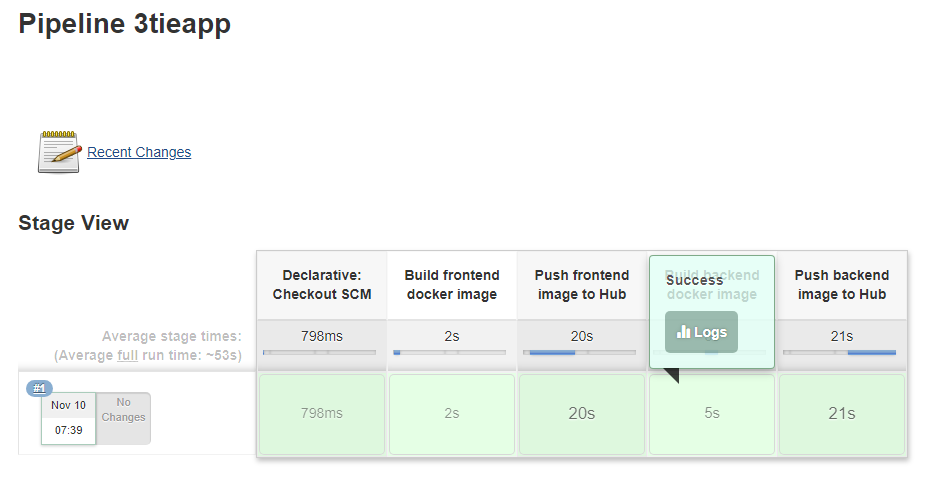 Pipeline 3tieapp
Recent Changes
Stage View
Declarative:
Checkout SCM
Build frontend
docker image
Push frontend
image to Hub
Build backend
docker image
Push backend
image to Hub
Success
Logs
Average stage times:
(Average full run time: ~53s)
798ms
2s
20s
21s
#1
Nov 10
07:39
No
Changes
798ms
2s
20s
5s
21s